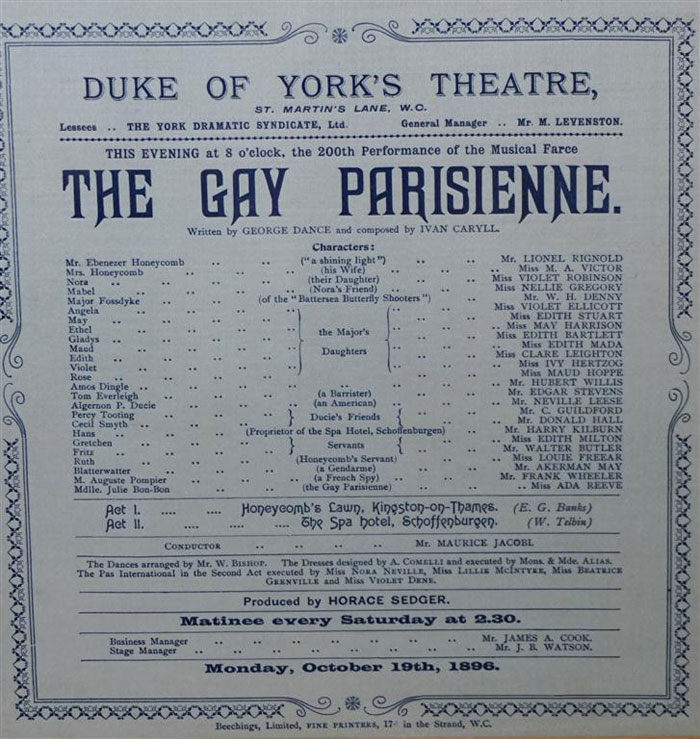 DUKE OF YORK'S THEATRE,
ST. MARTIN'S LANE, W.C.
Lessees .. THE YORK DRAMATIC SYNDICATE, Ltd. General Manager .. Mr. M. LEVENSTON.
THIS EVENING at 8 o'clock, the 200th Performance of the Musical Farce
THE GAY PARISIENNE.
Written by GEORGE DANCE and composed by IVAN CARYLL.
Characters:
Mr. Ebenezer Honeycomb .. .. ("a shining light") .. .. Mr. LIONEL RIGNOLD
Mrs. Honeycomb .. .. (his Wife) .. .. Miss M. A. VICTOR
Nora .. .. (their Daughter) .. .. Miss VIOLET ROBINSON
Mabel .. .. (Nora's Friend) .. .. Miss NELLIE GREGORY
Major Fossdyke .. (of the "Battersea Butterfly Shooters") .. Mr. W. H. DENNY
Angela .. .. Miss VIOLET ELLICOTT
May .. .. Miss EDITH STUART
Ethel .. .. the Major's .. .. Miss MAY HARRISON
Gladys .. .. Miss EDITH BARTLETT
Maud .. .. Daughters .. .. Miss EDITH MADA
Edith .. .. Miss CLARE LEIGHTON
Violet .. .. Miss IVY HERTZOG
Rose .. .. Miss MAUD HOPPE
Amos Dingle .. .. Mr. HUBERT WILLIS
Tom Everleigh .. .. (a Barrister) .. .. Mr. EDGAR STEVENS
Algernon P. Ducie .. .. (an American) .. .. Mr. NEVILLE LEESE
Percy Tooting .. .. } Ducie's Friends { .. .. Mr. C. GUILDFORD
Cecil Smyth .. .. Mr. DONALD HALL
Hans .. .. (Proprietor of the Spa Hotel, Schoffenburgen) .. Mr. HARRY KILBURN
Gretchen .. .. } Servants { .. .. Miss EDITH MILTON
Fritz .. .. Mr. WALTER BUTLER
Ruth .. .. (Honeycomb's Servant) .. .. Miss LOUIE FREEAR
Blatterwatter .. .. (a Gendarme) .. .. Mr. AKERMAN MAY
M. Auguste Pompier .. .. (a French Spy) .. .. Mr. FRANK WHEELER
Mdlle. Julie Bon-Bon .. .. (the Gay Parisienne) .. .. Miss ADA REEVE
Act I. .... .... Honeycomb's Lawn, Kingston-on-Thames. (E. G. Banks)
Act II. .... .... The Spa Hotel, Schoffenburgen. (W. Telbin)
CONDUCTOR .. .. .. .. .. Mr. MAURICE JACOBI.
The Dances arranged by Mr. W. BISHOP. The Dresses designed by A. COMELLI and executed by Mons. & Mde. ALIAS.
The Pas International in the Second Act executed by Miss NORA NEVILLE, Miss LILLIE McINTYRE, Miss BEATRICE
GRENVILLE and Miss VIOLET DENE.
Produced by HORACE SEDGER.
Matinee every Saturday at 2.30.
Business Manager .. .. .. .. .. Mr. JAMES A. COOK.
Stage Manager .. .. .. .. .. Mr. J. B. WATSON.
Monday, October 19th, 1896.
Beechings, Limited, FINE PRINTERS, in the Strand, W.C.